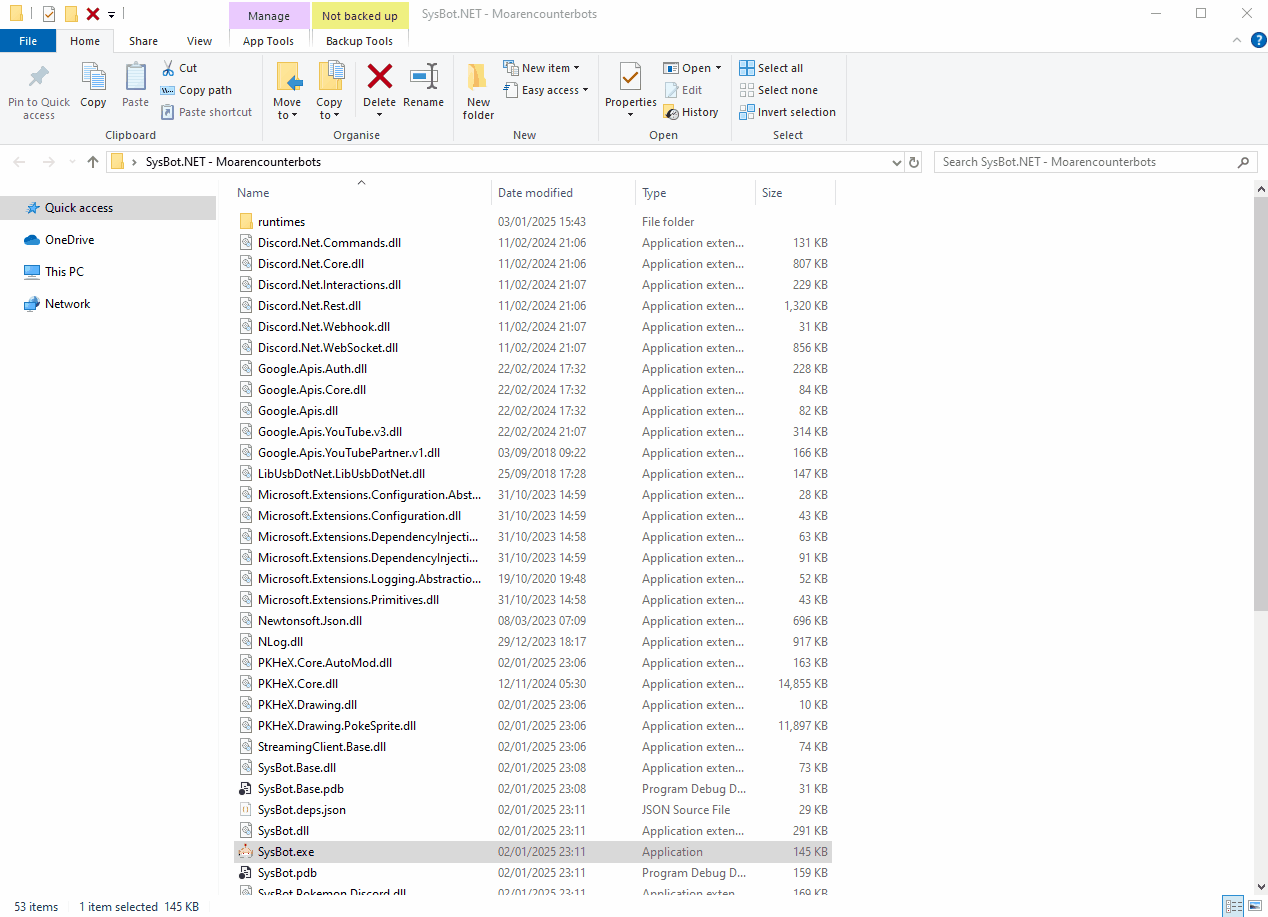 Manage
Not backed up
SysBot.NET - Moarencounterbots
File
Home
Share
View
App Tools
Backup Tools
?
Pin to Quick access
Copy
Paste
Cut
Copy path
Paste shortcut
Clipboard
Move to
Copy to
Delete
Rename
Organise
New folder
New item
Easy access
New
Properties
Open
Edit
History
Open
Select all
Select none
Invert selection
Select
SysBot.NET - Moarencounterbots
Search SysBot.NET - Moarencounterbots
Quick access
OneDrive
This PC
Network
Name Date modified Type Size
runtimes 03/01/2025 15:43 File folder
Discord.Net.Commands.dll 11/02/2024 21:06 Application exten... 131 KB
Discord.Net.Core.dll 11/02/2024 21:06 Application exten... 807 KB
Discord.Net.Interactions.dll 11/02/2024 21:07 Application exten... 229 KB
Discord.Net.Rest.dll 11/02/2024 21:06 Application exten... 1,320 KB
Discord.Net.Webhook.dll 11/02/2024 21:07 Application exten... 31 KB
Discord.Net.WebSocket.dll 11/02/2024 21:07 Application exten... 856 KB
Google.Apis.Auth.dll 22/02/2024 17:32 Application exten... 228 KB
Google.Apis.Core.dll 22/02/2024 17:32 Application exten... 84 KB
Google.Apis.dll 22/02/2024 17:32 Application exten... 82 KB
Google.Apis.YouTube.v3.dll 22/02/2024 21:07 Application exten... 314 KB
Google.Apis.YouTubePartner.v1.dll 03/09/2018 09:22 Application exten... 166 KB
LibUsbDotNet.LibUsbDotNet.dll 25/09/2018 17:28 Application exten... 147 KB
Microsoft.Extensions.Configuration.Abst... 31/10/2023 14:59 Application exten... 28 KB
Microsoft.Extensions.Configuration.dll 31/10/2023 14:59 Application exten... 43 KB
Microsoft.Extensions.DependencyInjecti... 31/10/2023 14:58 Application exten... 63 KB
Microsoft.Extensions.DependencyInjecti... 31/10/2023 14:59 Application exten... 91 KB
Microsoft.Extensions.Logging.Abstractio... 19/10/2020 19:48 Application exten... 52 KB
Microsoft.Extensions.Primitives.dll 31/10/2023 14:58 Application exten... 43 KB
Newtonsoft.Json.dll 08/03/2023 07:09 Application exten... 696 KB
NLog.dll 29/12/2023 18:17 Application exten... 917 KB
PKHeX.Core.AutoMod.dll 02/01/2025 23:06 Application exten... 163 KB
PKHeX.Core.dll 12/11/2024 05:30 Application exten... 14,855 KB
PKHeX.Drawing.dll 02/01/2025 23:06 Application exten... 10 KB
PKHeX.Drawing.PokeSprite.dll 02/01/2025 23:06 Application exten... 11,897 KB
StreamingClient.Base.dll 02/01/2025 23:06 Application exten... 74 KB
SysBot.Base.dll 02/01/2025 23:08 Application exten... 73 KB
SysBot.Base.pdb 02/01/2025 23:08 Program Debug D... 31 KB
SysBot.deps.json 02/01/2025 23:11 JSON Source File 29 KB
SysBot.dll 02/01/2025 23:11 Application exten... 291 KB
SysBot.exe 02/01/2025 23:11 Application 145 KB
SysBot.pdb 02/01/2025 23:11 Program Debug D... 159 KB
SysBot.Pokemon.Discord.dll 02/01/2025 23:11 Application exten... 169 KB
53 items 1 item selected 145 KB